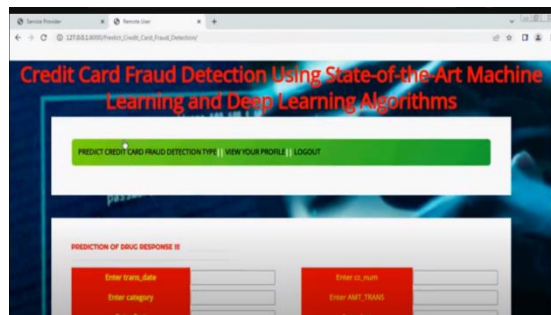 Service Provider
Remote User
127.0.0.1:8000/Predict_Credit_Card_Fraud_Detection/
Credit Card Fraud Detection Using State-of-the-Art Machine
Learning and Deep Learning Algorithms
PREDICT CREDIT CARD FRAUD DETECTION TYPE || VIEW YOUR PROFILE || LOGOUT
PREDICTION OF DRUG RESPONSE !!!
Enter trans_date
Enter cc_num
Enter category
Enter AMT_TRANS